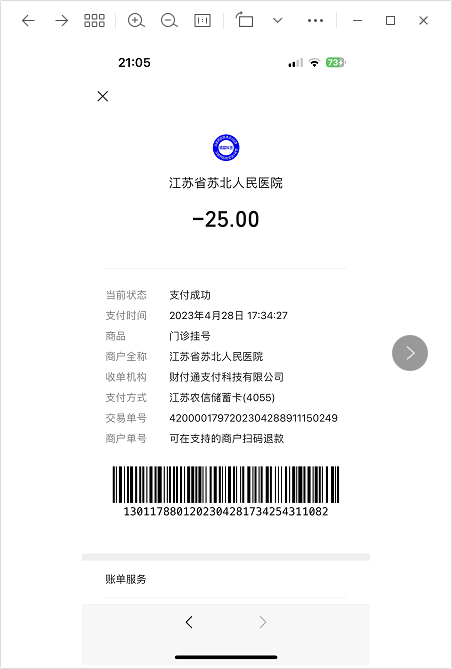 21:05
73
江苏省苏北人民医院
-25.00
当前状态 支付成功
支付时间 2023年4月28日 17:34:27
商品 门诊挂号
商户全称 江苏省苏北人民医院
收单机构 财付通支付科技有限公司
支付方式 江苏农信储蓄卡(4055)
交易单号 4200001797202304288911150249
商户单号 可在支持的商户扫码退款
13011788012023042817342543110​82
账单服务